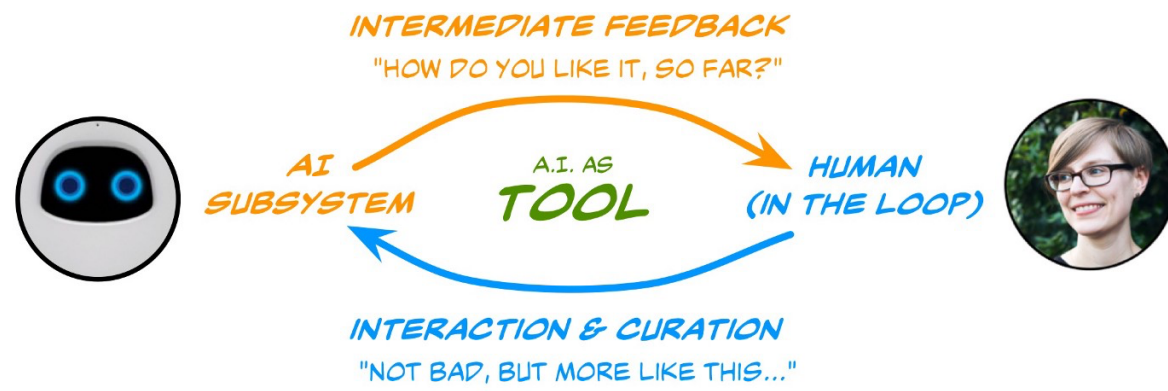 INTERMEDIATE FEEDBACK
"HOW DO YOU LIKE IT, SO FAR?"
AI
SUBSYSTEM
A.I. AS
TOOL
HUMAN
(IN THE LOOP)
INTERACTION & CURATION
"NOT BAD, BUT MORE LIKE THIS..."